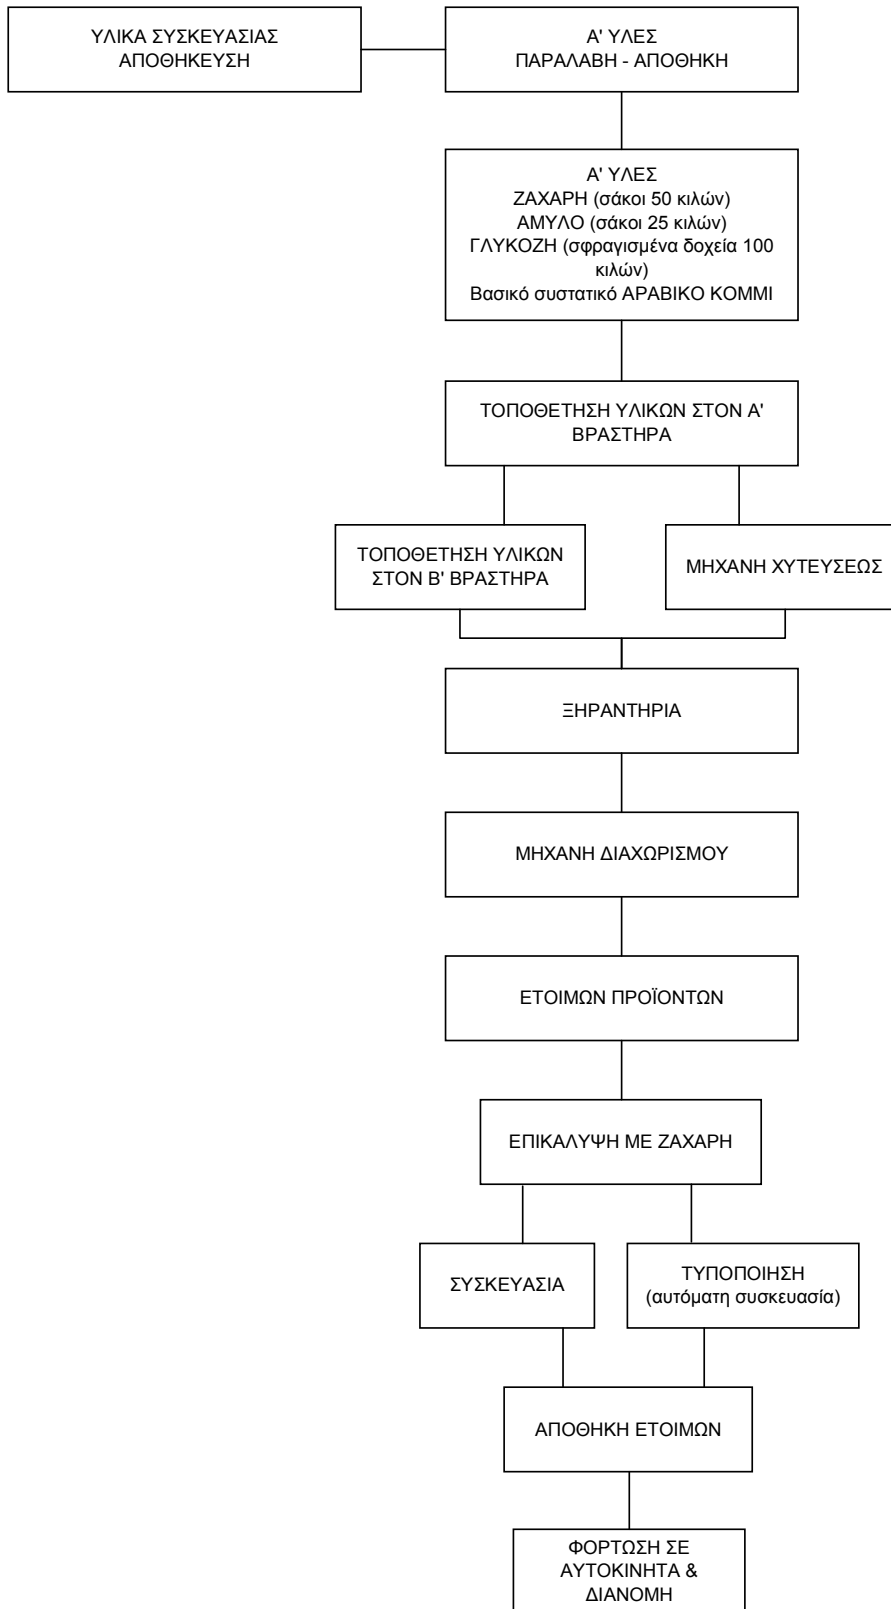 ΥΛΙΚΑ ΣΥΣΚΕΥΑΣΙΑΣ
ΑΠΟΘΗΚΕΥΣΗ
Α' ΥΛΕΣ
ΠΑΡΑΛΑΒΗ - ΑΠΟΘΗΚΗ
Α' ΥΛΕΣ
ΖΑΧΑΡΗ (σάκοι 50 κιλών)
ΑΜΥΛΟ (σάκοι 25 κιλών)
ΓΛΥΚΟΖΗ (σφραγισμένα δοχεία 100
κιλών)
Βασικό συστατικό ΑΡΑΒΙΚΟ ΚΟΜΜΙ
ΤΟΠΟΘΕΤΗΣΗ ΥΛΙΚΩΝ ΣΤΟΝ Α'
ΒΡΑΣΤΗΡΑ
ΤΟΠΟΘΕΤΗΣΗ ΥΛΙΚΩΝ
ΣΤΟΝ Β' ΒΡΑΣΤΗΡΑ
ΜΗΧΑΝΗ ΧΥΤΕΥΣΕΩΣ
ΞΗΡΑΝΤΗΡΙΑ
ΜΗΧΑΝΗ ΔΙΑΧΩΡΙΣΜΟΥ
ΕΤΟΙΜΩΝ ΠΡΟΪΟΝΤΩΝ
ΕΠΙΚΑΛΥΨΗ ΜΕ ΖΑΧΑΡΗ
ΣΥΣΚΕΥΑΣΙΑ
ΤΥΠΟΠΟΙΗΣΗ
(αυτόματη συσκευασία)
ΑΠΟΘΗΚΗ ΕΤΟΙΜΩΝ
ΦΟΡΤΩΣΗ ΣΕ
ΑΥΤΟΚΙΝΗΤΑ &
ΔΙΑΝΟΜΗ